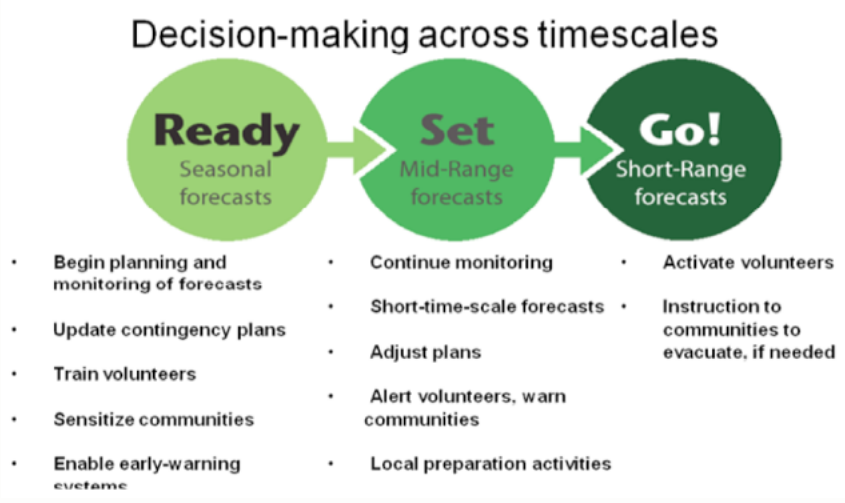 Decision-making across timescales
Ready
Seasonal
forecasts
Set
Mid-Range
forecasts
Go!
Short-Range
forecasts
• Begin planning and
monitoring of forecasts
• Update contingency plans
• Train volunteers
• Sensitize communities
• Enable early-warning
systems
• Continue monitoring
• Short-time-scale forecasts
• Adjust plans
• Alert volunteers, warn
communities
• Local preparation activities
• Activate volunteers
• Instruction to
communities to
evacuate, if needed